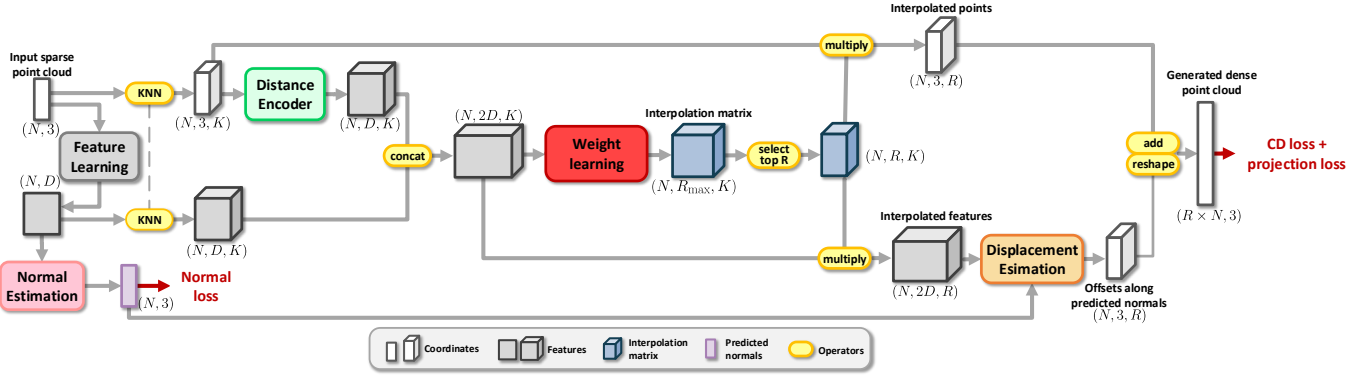 Input sparse
point cloud
(N, 3)
KNN
(N, 3, K)
Distance
Encoder
(N, D, K)
Feature
Learning
(N, D)
KNN
(N, D, K)
Normal
Estimation
(N, 3)
Normal
loss
concat
(N, 2D, K)
Weight
learning
Interpolation matrix
(N, R_max, K)
select
top R
(N, R, K)
multiply
Interpolated points
(N, 3, R)
multiply
Interpolated features
(N, 2D, R)
Displacement
Esimation
Offsets along
predicted normals
(N, 3, R)
add
reshape
Generated dense
point cloud
(R × N, 3)
CD loss +
projection loss
Coordinates
Features
Interpolation
matrix
Predicted
normals
Operators